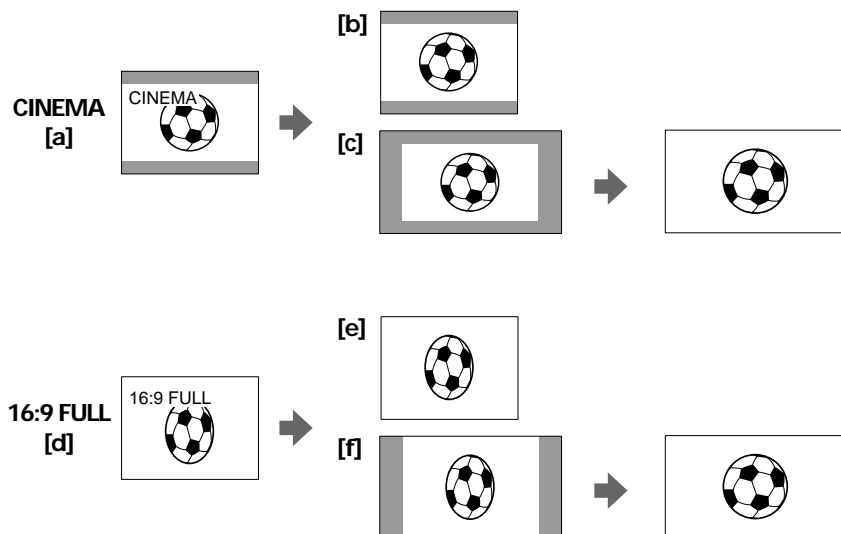 [b]
CINEMA
CINEMA
[a]
[c]
[e]
16:9 FULL
16:9 FULL
[d]
[f]